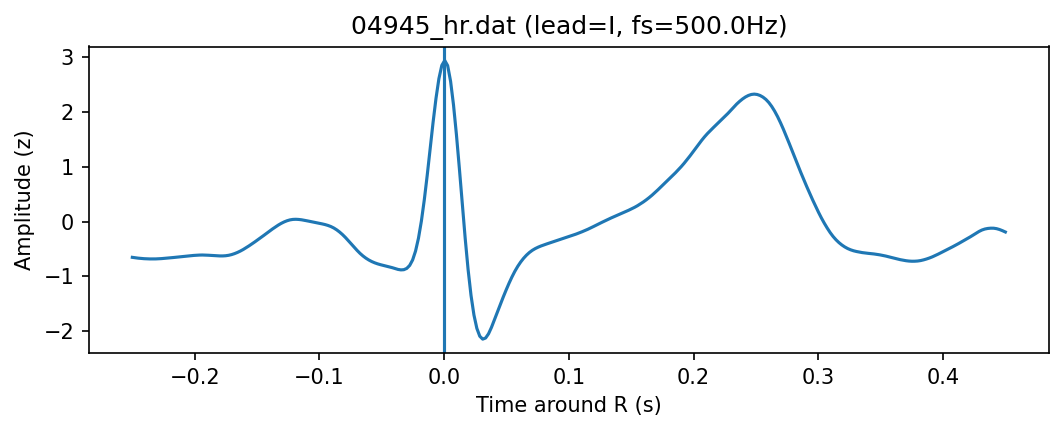 04945_hr.dat (lead=I, fs=500.0Hz)
Amplitude (z)
3
2
1
0
−1
−2
−0.2 −0.1 0.0 0.1 0.2 0.3 0.4
Time around R (s)